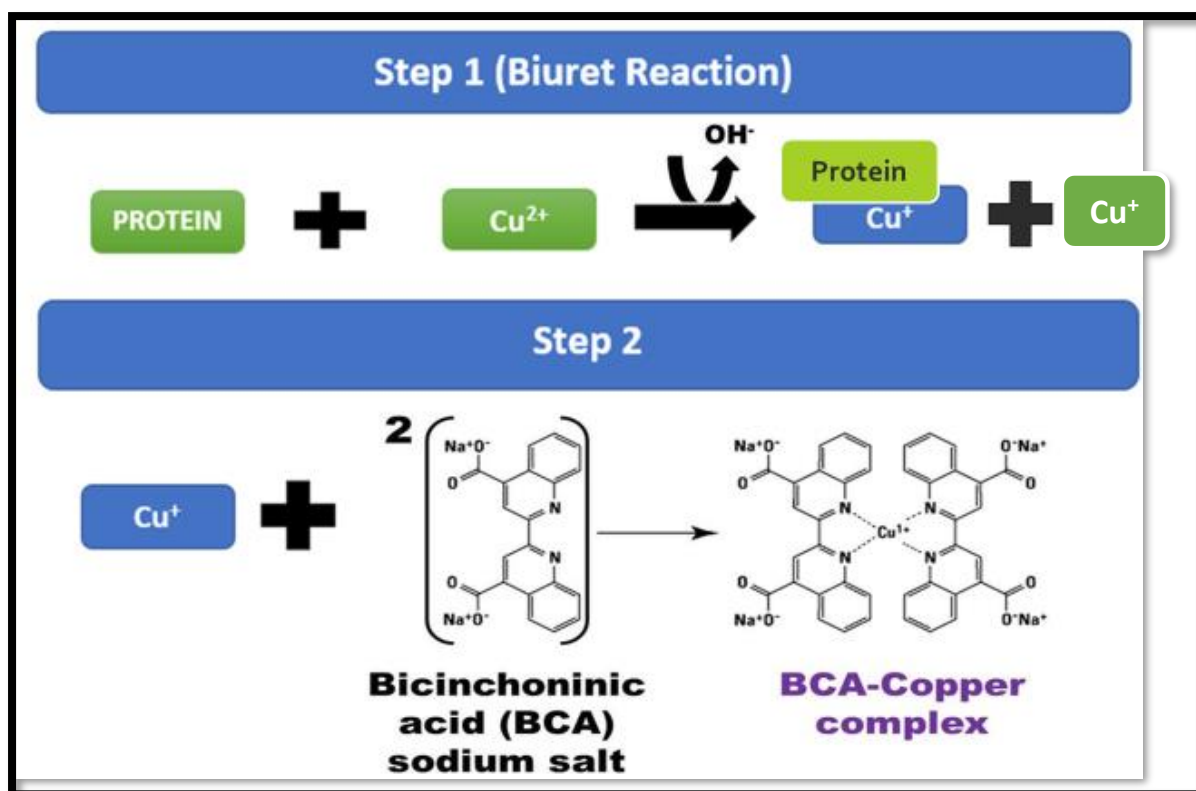 Step 1 (Biuret Reaction)
OH-
PROTEIN
Cu2+
Protein
Cu+
Cu+
Step 2
Cu+
2
Na+O-
O
N
N
O
Na+O-
Na+O-
O
N
N
O
Na+O-
Cu1+
O-Na+
O
N
N
O
O-Na+
Bicinchoninic
acid (BCA)
sodium salt
BCA-Copper
complex